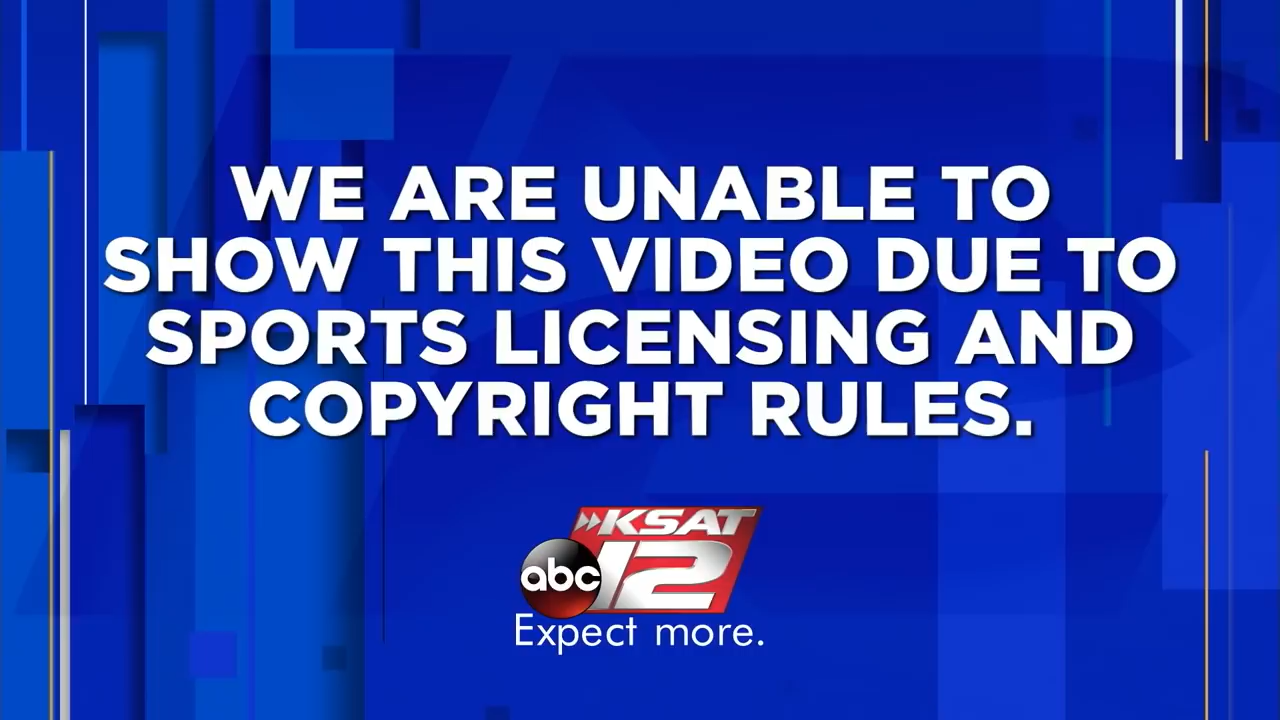 WE ARE UNABLE TO
SHOW THIS VIDEO DUE TO
SPORTS LICENSING AND
COPYRIGHT RULES.
KSAT
abc 12
Expect more.